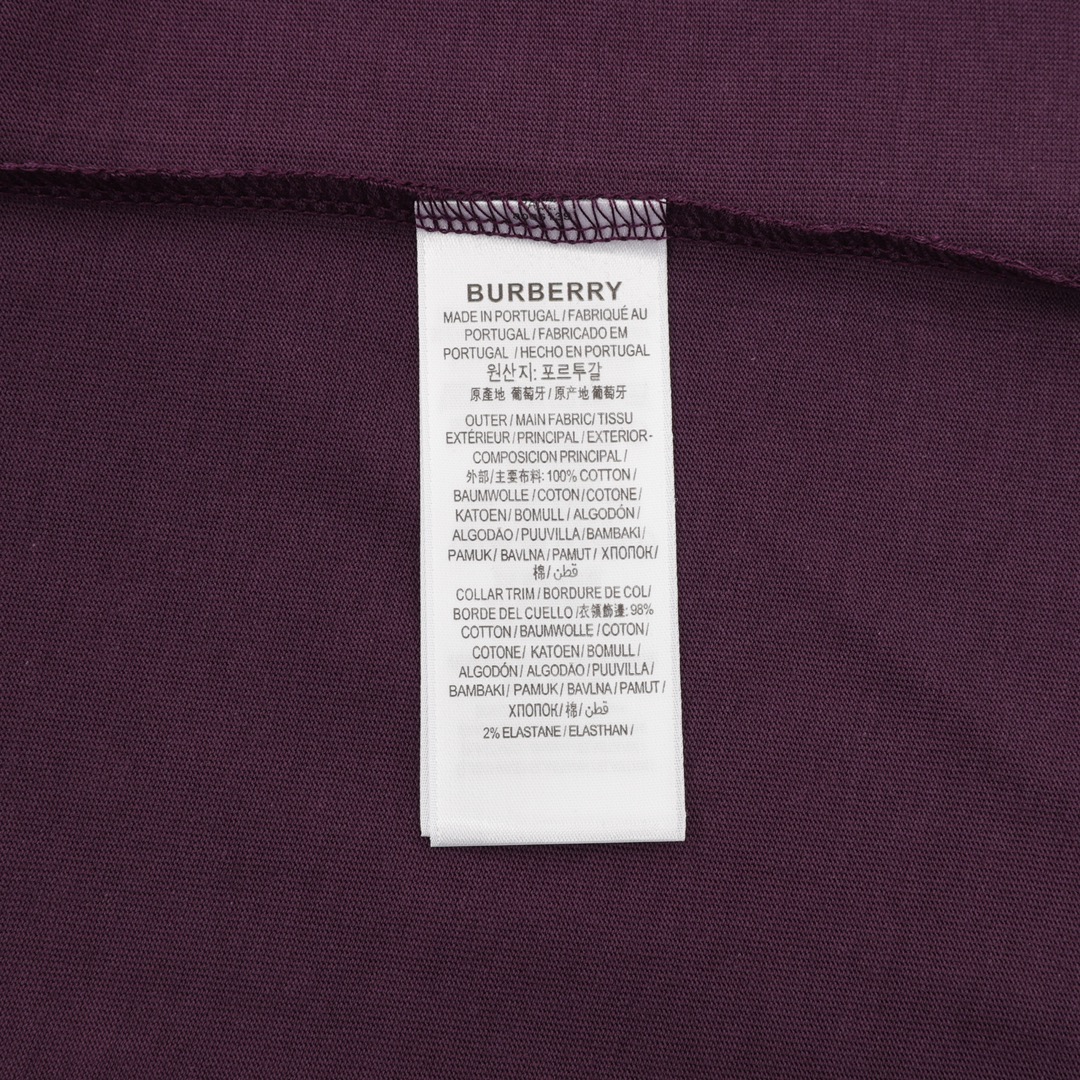 BURBERRY
MADE IN PORTUGAL / FABRIQUÉ AU
PORTUGAL / FABRICADO EM
PORTUGAL / HECHO EN PORTUGAL
원산지: 포르투갈
原產地 葡萄牙 / 原产地 葡萄牙
OUTER / MAIN FABRIC / TISSU
EXTÉRIEUR / PRINCIPAL / EXTERIOR-
COMPOSICION PRINCIPAL /
外部/主要布料: 100% COTTON /
BAUMWOLLE / COTON / COTONE /
KATOEN / BOMULL / ALGODÓN /
ALGODÃO / PUUVILLA / BAMBAKI /
PAMUK / BAVLNA / PAMUT / ХПОПОК /
棉/ قطن
COLLAR TRIM / BORDURE DE COL /
BORDE DEL CUELLO /衣領飾邊: 98%
COTTON / BAUMWOLLE / COTON /
COTONE / KATOEN / BOMULL /
ALGODÓN / ALGODÃO / PUUVILLA /
BAMBAKI / PAMUK / BAVLNA / PAMUT /
ХПОПОК / 棉/ قطن
2% ELASTANE / ELASTHAN /